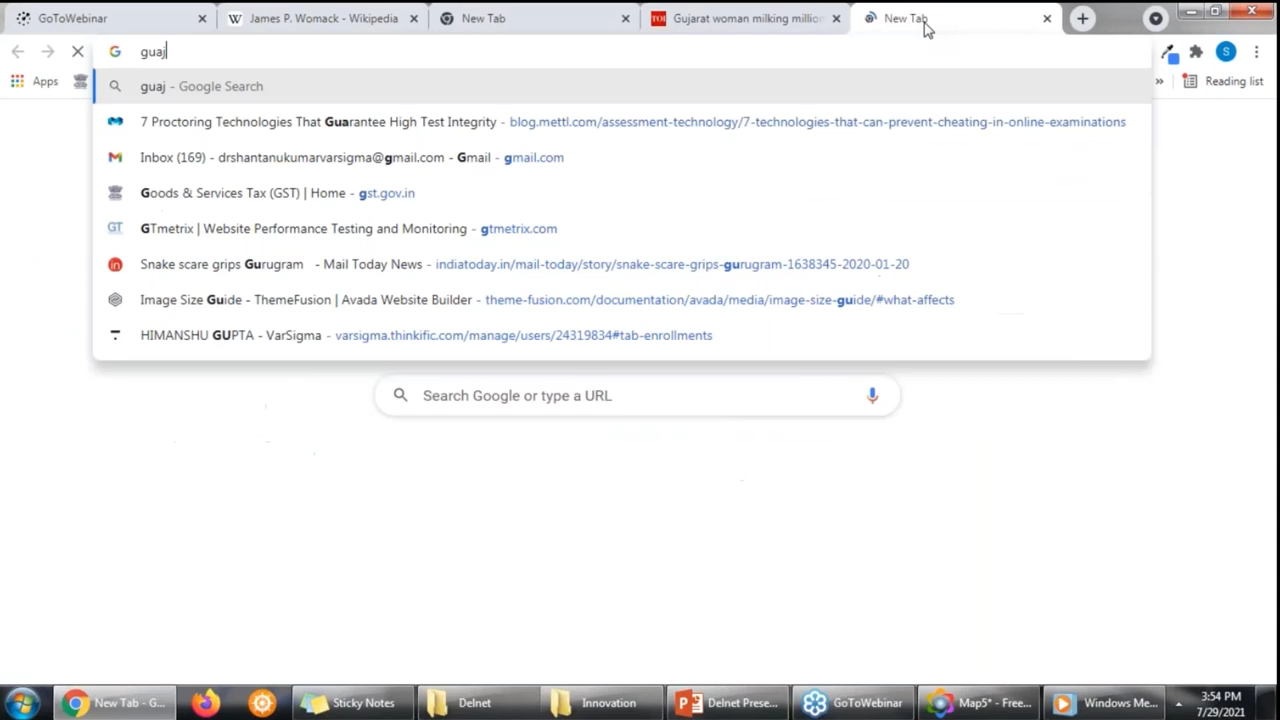 GoToWebinar
James P. Womack - Wikipedia
New Tab
TOI Gujarat woman milking millio
New Tab
guaj
S
Apps
» Reading list
guaj - Google Search
7 Proctoring Technologies That Guarantee High Test Integrity - blog.mettl.com/assessment-technology/7-technologies-that-can-prevent-cheating-in-online-examinations
Inbox (169) - drshantanukumarvarsigma@gmail.com - Gmail - gmail.com
Goods & Services Tax (GST) | Home - gst.gov.in
GT GTmetrix | Website Performance Testing and Monitoring - gtmetrix.com
in Snake scare grips Gurugram - Mail Today News - indiatoday.in/mail-today/story/snake-scare-grips-gurugram-1638345-2020-01-20
Image Size Guide - ThemeFusion | Avada Website Builder - theme-fusion.com/documentation/avada/media/image-size-guide/#what-affects
HIMANSHU GUPTA - VarSigma - varsigma.thinkific.com/manage/users/24319834#tab-enrollments
Search Google or type a URL
New Tab - G...
Sticky Notes
Delnet
Innovation
Delnet Prese...
GoToWebinar
Map5* - Free...
Windows Me...
3:54 PM
7/29/2021